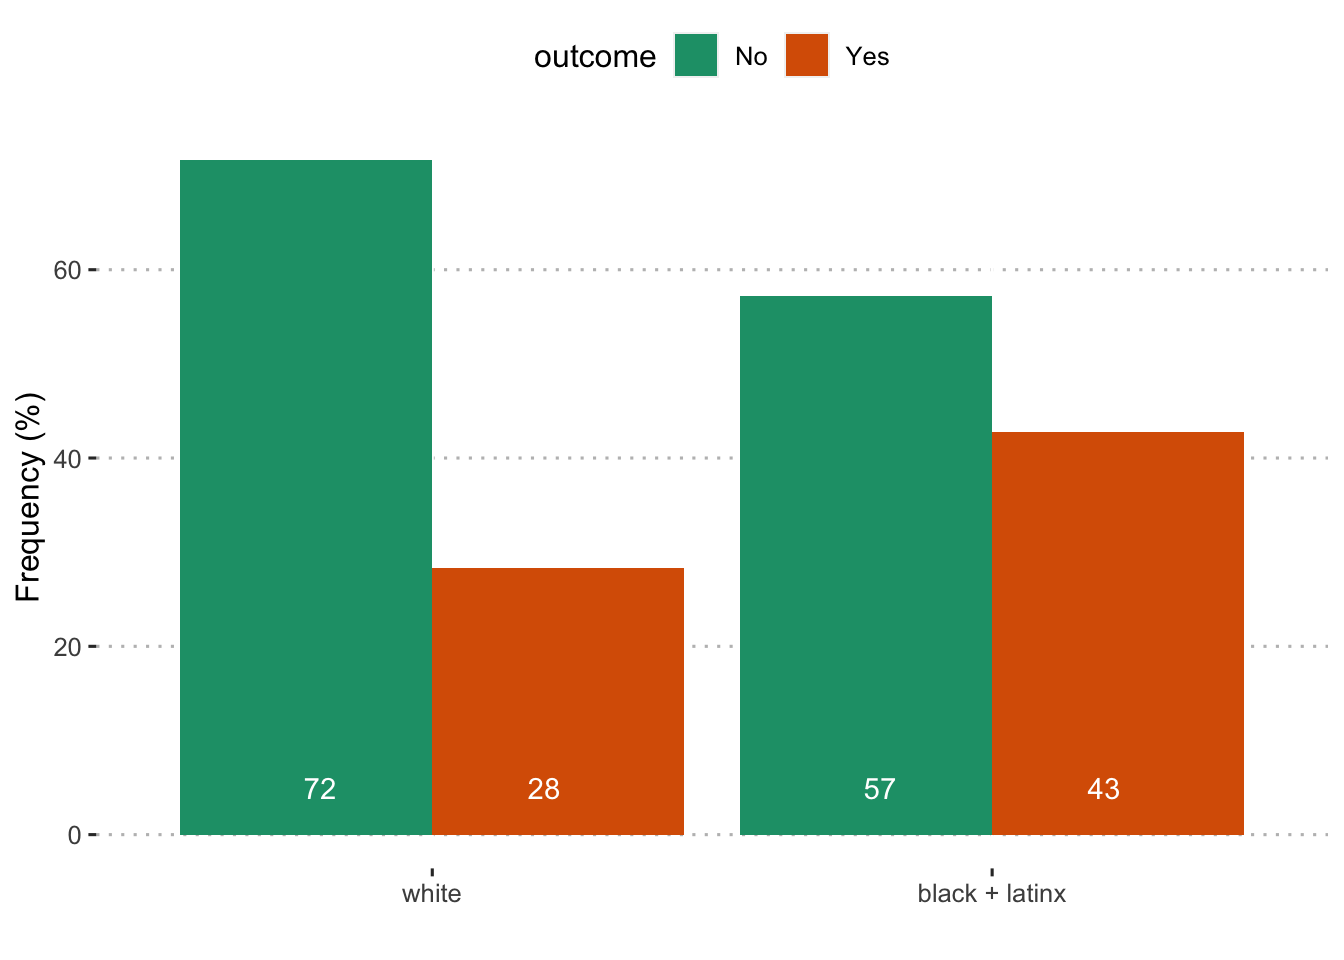 outcome No Yes
Frequency (%)
60
40
20
0
72 28 57 43
white black + latinx